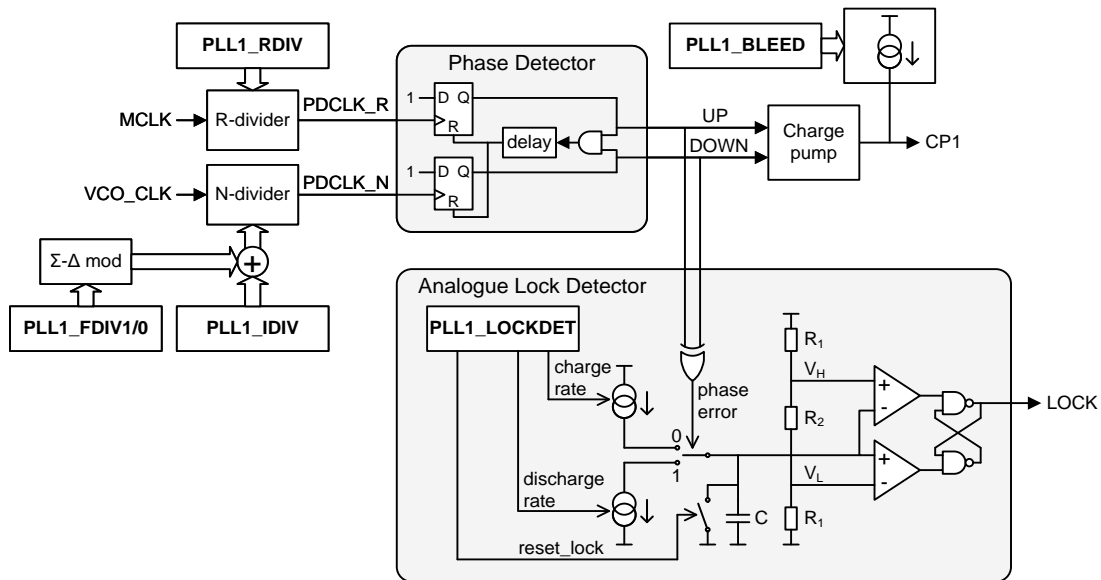 PLL1_RDIV
PLL1_BLEED
Phase Detector
MCLK
R-divider
PDCLK_R
1
D Q
R
delay
UP
DOWN
Charge
pump
CP1
VCO_CLK
N-divider
PDCLK_N
1
D Q
R
Σ-Δ mod
+
PLL1_FDIV1/0
PLL1_IDIV
Analogue Lock Detector
PLL1_LOCKDET
charge
rate
phase
error
0
1
discharge
rate
reset_lock
C
R1
VH
R2
VL
R1
+
-
+
-
LOCK